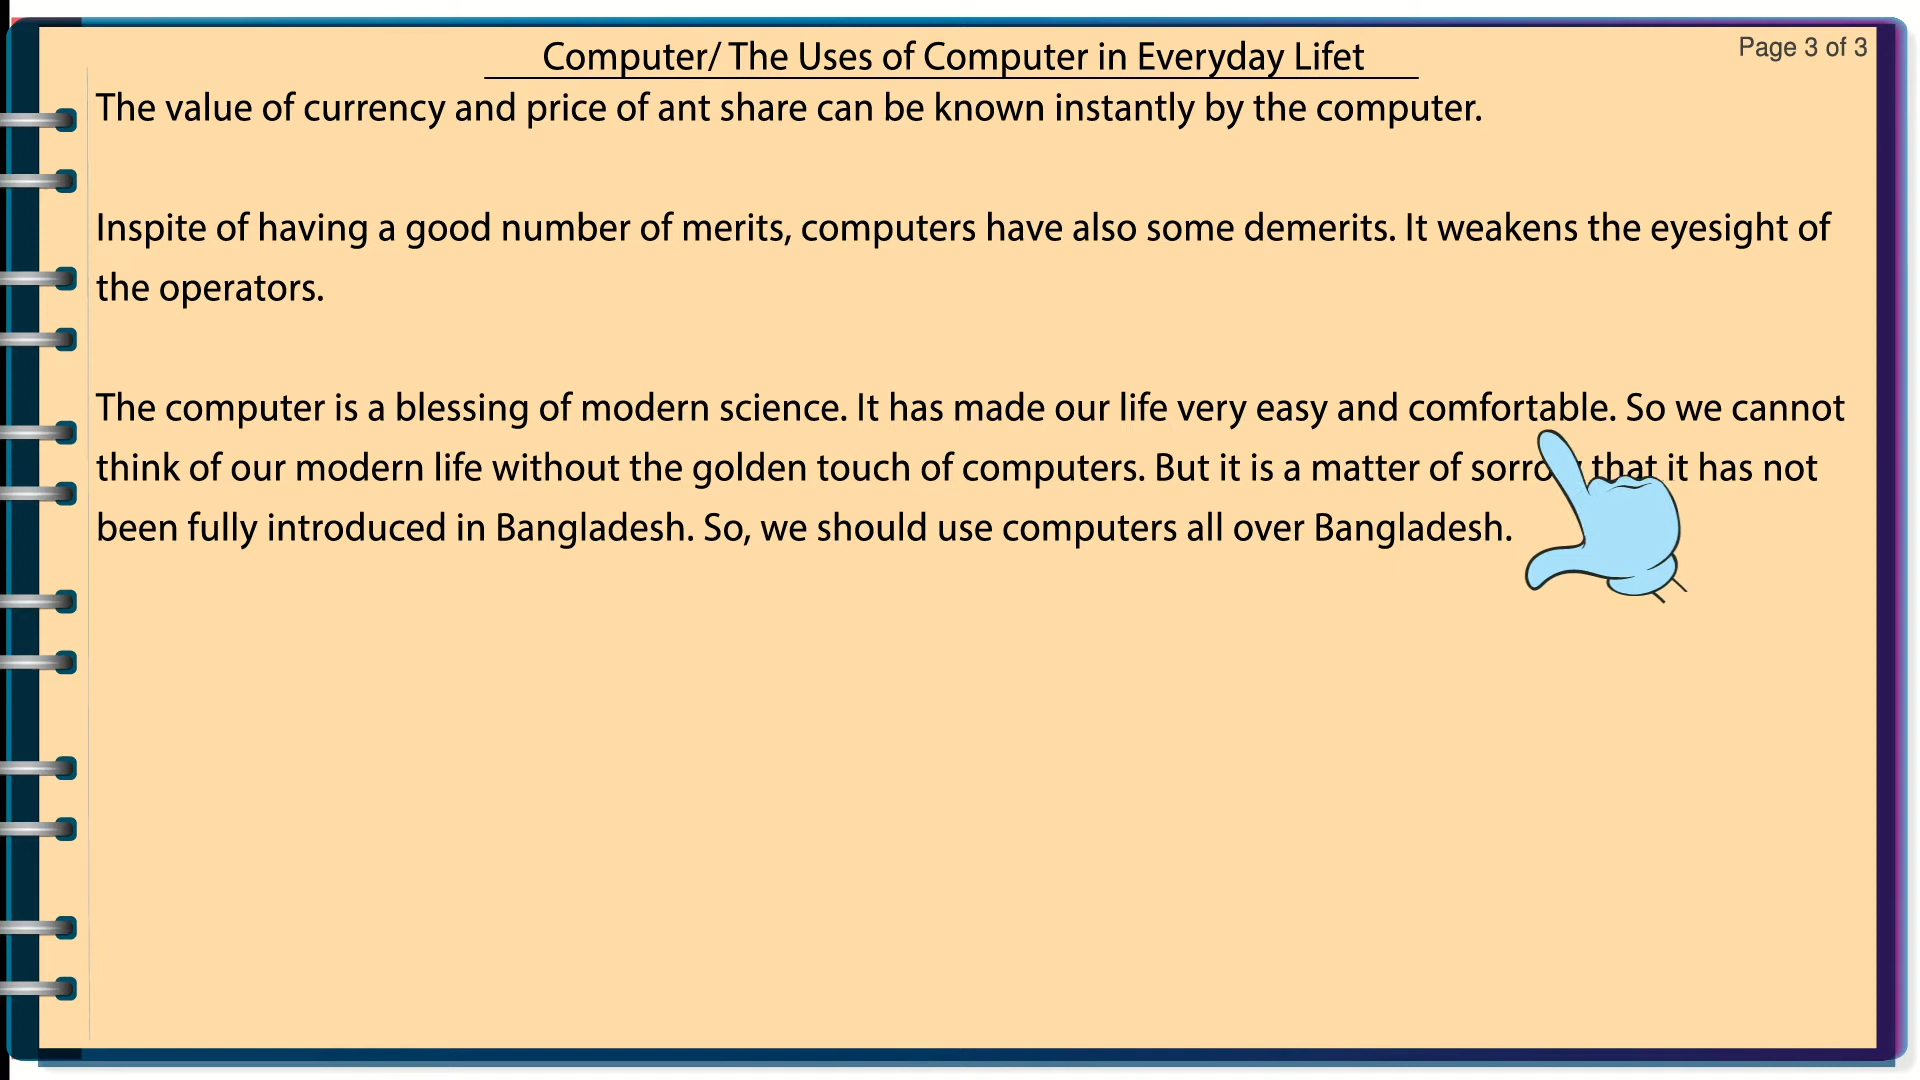 Computer/ The Uses of Computer in Everyday Lifet
Page 3 of 3
The value of currency and price of ant share can be known instantly by the computer.
Inspite of having a good number of merits, computers have also some demerits. It weakens the eyesight of
the operators.
The computer is a blessing of modern science. It has made our life very easy and comfortable. So we cannot
think of our modern life without the golden touch of computers. But it is a matter of sorrow that it has not
been fully introduced in Bangladesh. So, we should use computers all over Bangladesh.